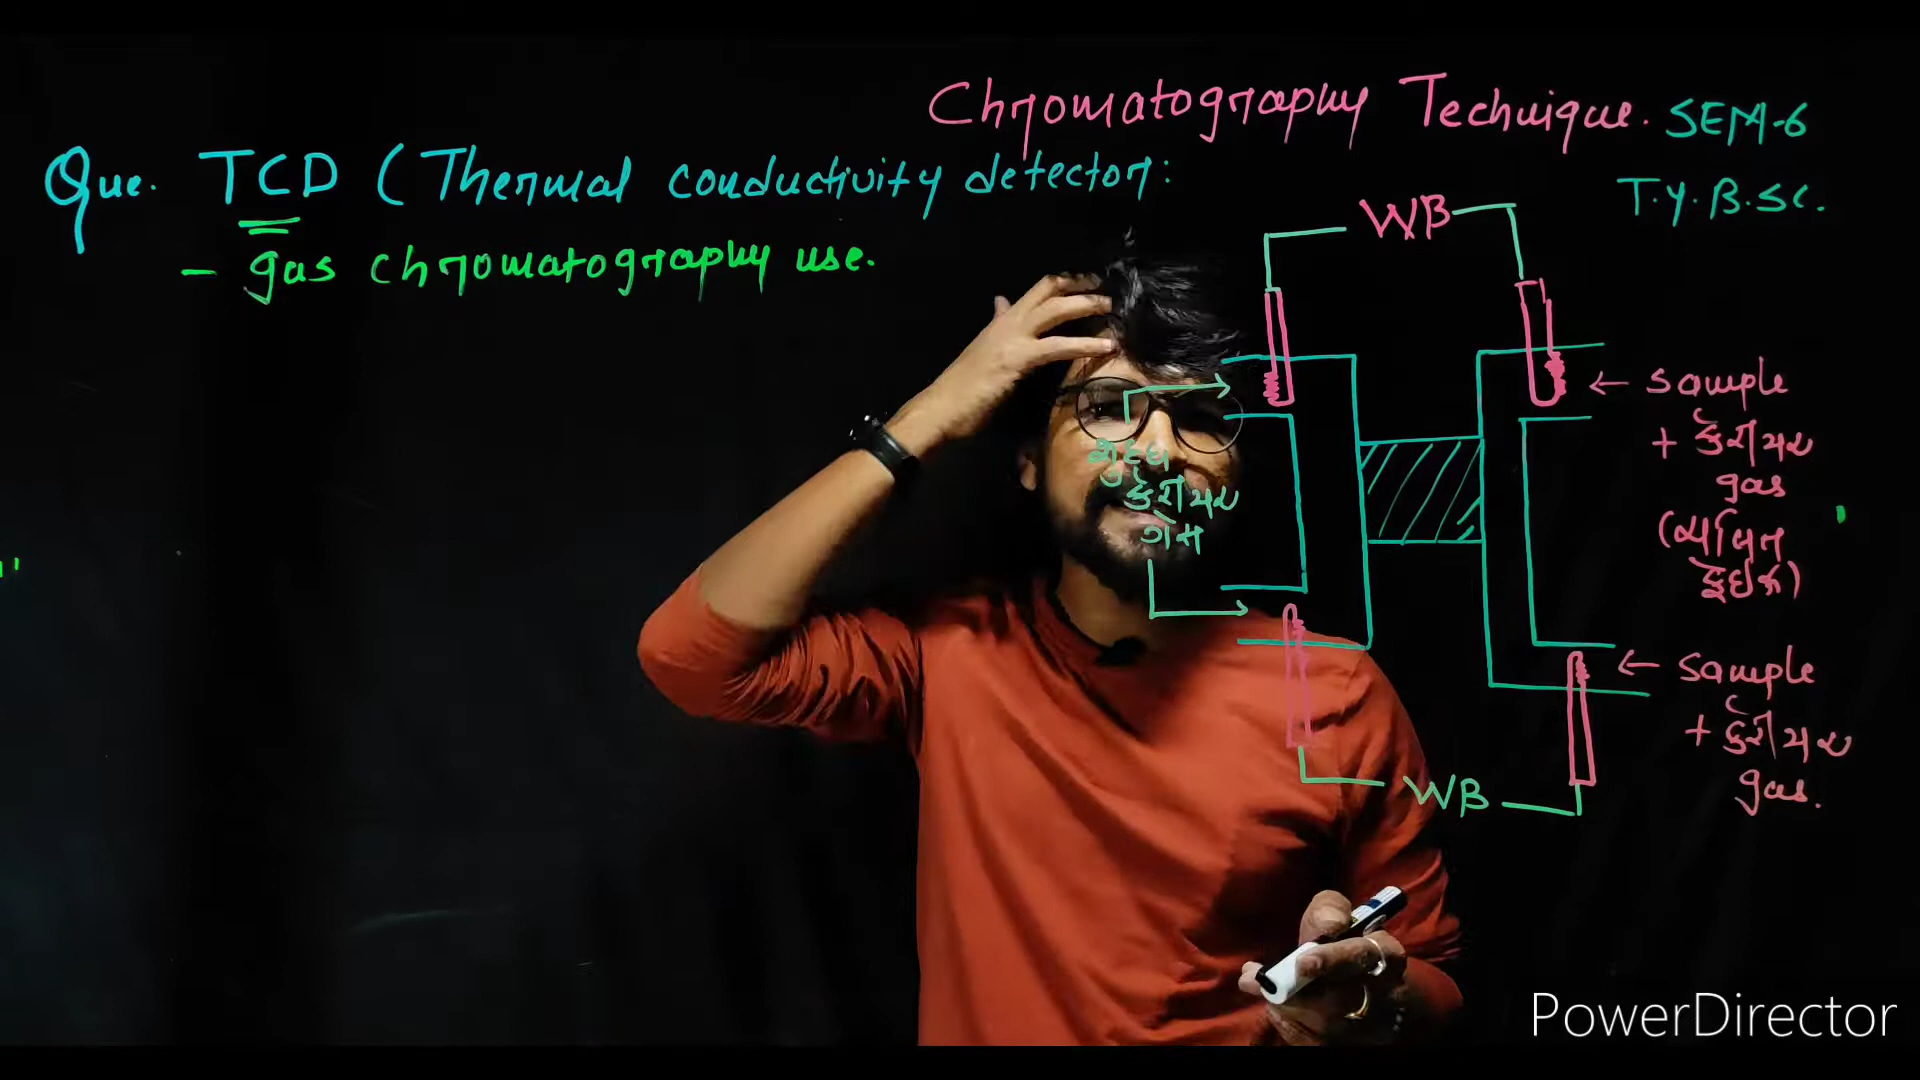 Chromatography Technique. SEM-6
T.Y.B.Sc.
Que. TCD (Thermal conductivity detector:
- gas chromatography use.
WB
શુદ્ધ
કેરીયર
ગેસ
← sample
+ કેરીયર
gas
← sample
+ કેરીયર
gas.
WB
PowerDirector